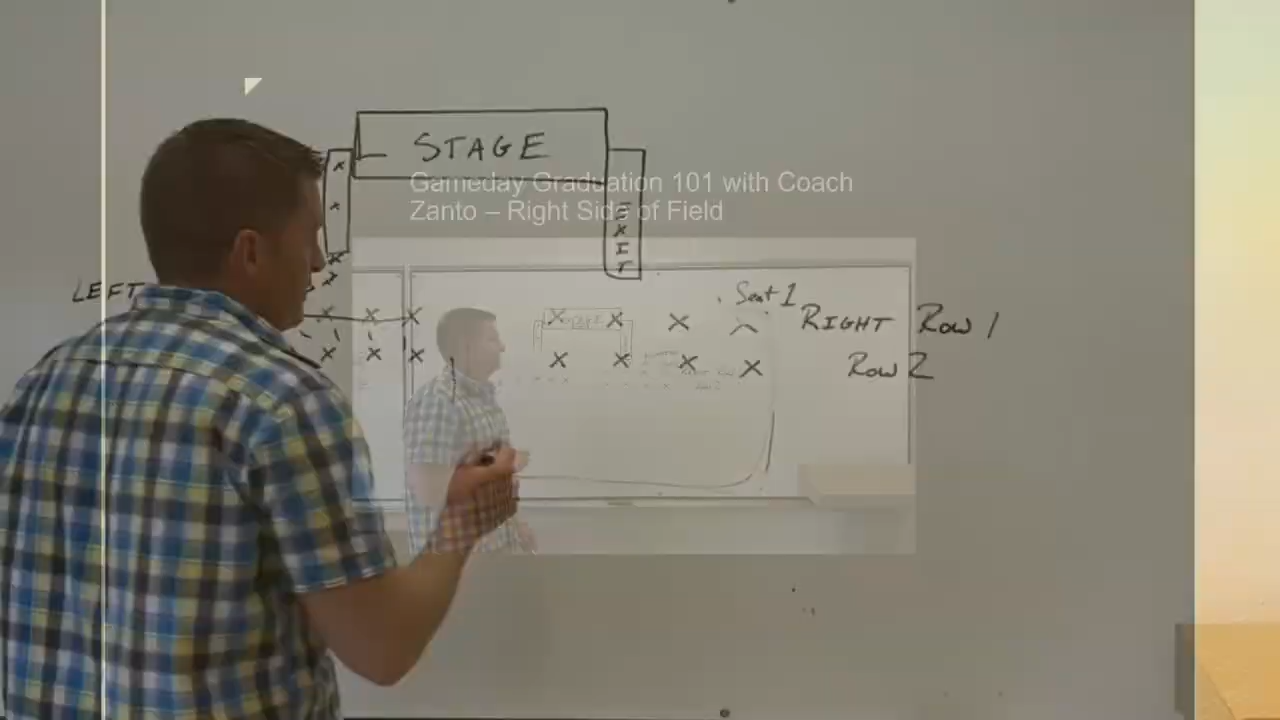 STAGE
Gameday Graduation 101 with Coach
Zanto – Right Side of Field
EXIT
LEFT
Seat 1
RIGHT Row 1
Row 2